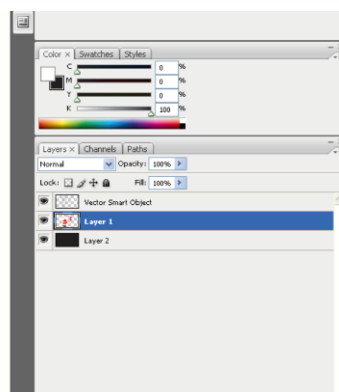 Color × Swatches Styles
C 0 %
M 0 %
Y 0 %
K 100 %
Layers × Channels Paths
Normal Opacity: 100%
Lock: Fill: 100%
Vector Smart Object
Layer 1
Layer 2